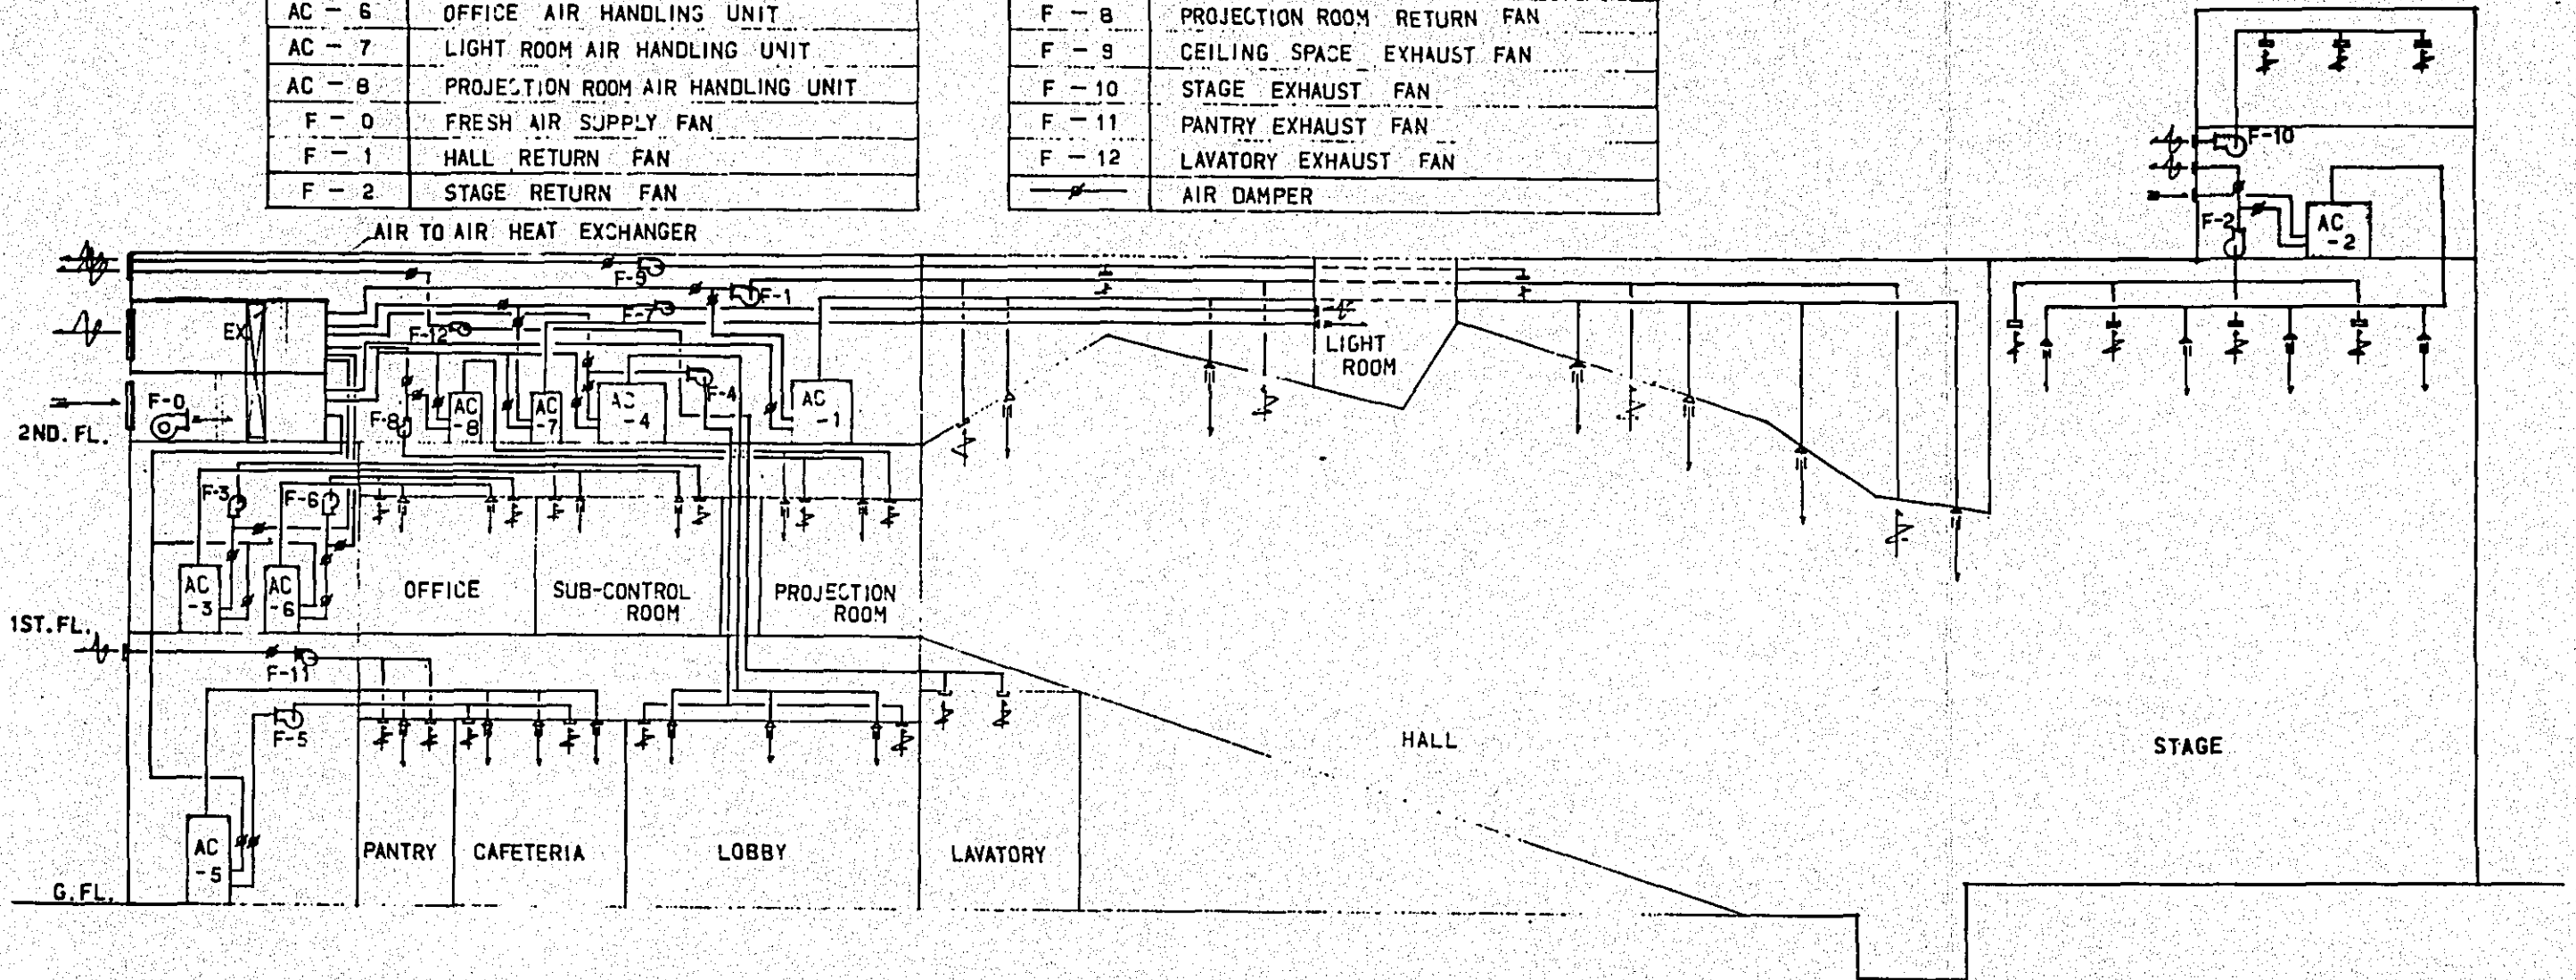 AC - 6 OFFICE AIR HANDLING UNIT
AC - 7 LIGHT ROOM AIR HANDLING UNIT
AC - 8 PROJECTION ROOM AIR HANDLING UNIT
F - 0 FRESH AIR SUPPLY FAN
F - 1 HALL RETURN FAN
F - 2 STAGE RETURN FAN
F - 8 PROJECTION ROOM RETURN FAN
F - 9 CEILING SPACE EXHAUST FAN
F - 10 STAGE EXHAUST FAN
F - 11 PANTRY EXHAUST FAN
F - 12 LAVATORY EXHAUST FAN
AIR DAMPER
F-10
F-2
AC
-2
AIR TO AIR HEAT EXCHANGER
F-9
F-1
F-7
F-12
EX
LIGHT
ROOM
F-0
F-8
AC
-8
AC
-7
AC
-4
F-4
AC
-1
2ND. FL.
F-3
F-6
AC
-3
AC
-6
OFFICE
SUB-CONTROL
ROOM
PROJECTION
ROOM
1ST. FL.
F-11
F-5
HALL
STAGE
AC
-5
PANTRY
CAFETERIA
LOBBY
LAVATORY
G. FL.